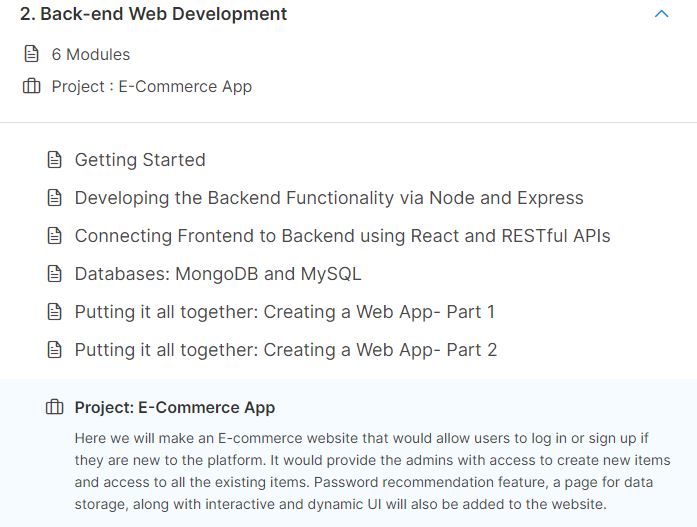 2. Back-end Web Development
6 Modules
Project : E-Commerce App
Getting Started
Developing the Backend Functionality via Node and Express
Connecting Frontend to Backend using React and RESTful APIs
Databases: MongoDB and MySQL
Putting it all together: Creating a Web App- Part 1
Putting it all together: Creating a Web App- Part 2
Project: E-Commerce App
Here we will make an E-commerce website that would allow users to log in or sign up if
they are new to the platform. It would provide the admins with access to create new items
and access to all the existing items. Password recommendation feature, a page for data
storage, along with interactive and dynamic UI will also be added to the website.